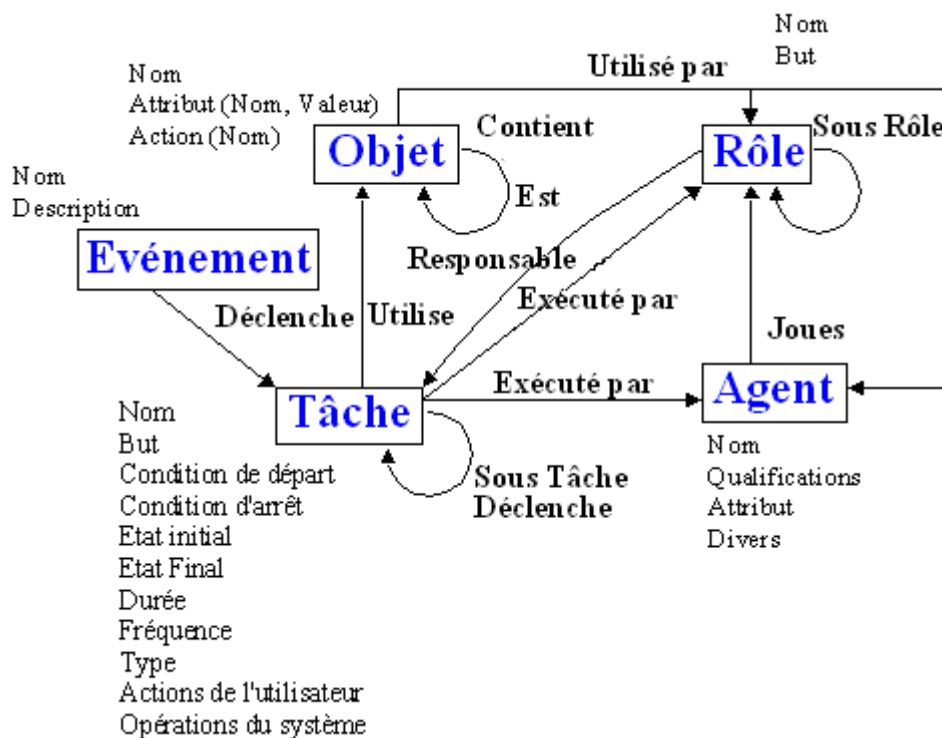 Nom
But
Utilisé par
Nom
Attribut (Nom, Valeur)
Action (Nom)
Contient
Objet
Est
Rôle
Sous Rôle
Nom
Description
Evénement
Responsable
Déclenche
Utilise
Exécuté par
Joues
Exécuté par
Tâche
Agent
Nom
But
Condition de départ
Condition d'arrêt
Etat initial
Etat Final
Durée
Fréquence
Type
Actions de l'utilisateur
Opérations du système
Sous Tâche
Déclenche
Nom
Qualifications
Attribut
Divers